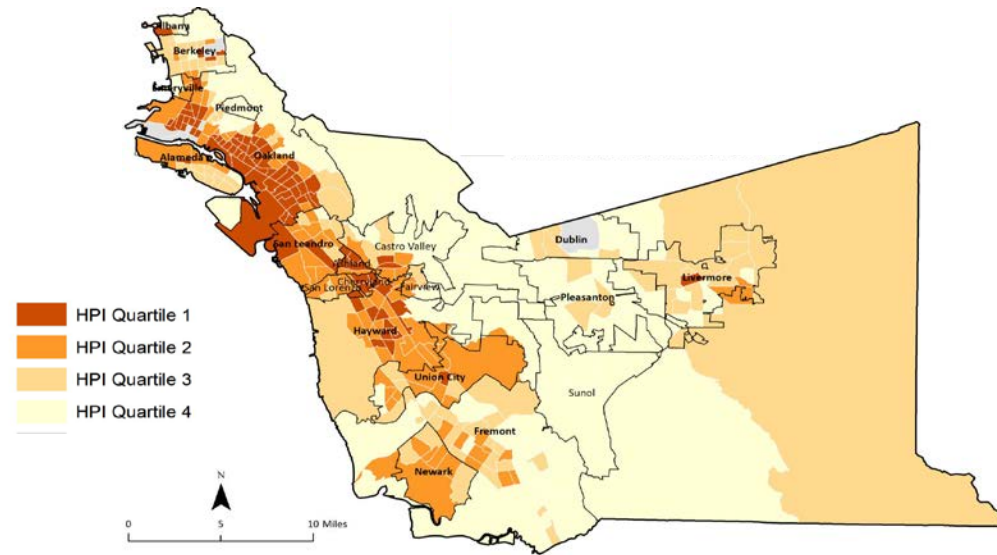 Albany
Berkeley
Emeryville
Piedmont
Alameda
Oakland
San Leandro
Castro Valley
Ashland
Cherryland
San Lorenzo
Fairview
Hayward
Dublin
Livermore
Pleasanton
Union City
Sunol
Fremont
Newark
HPI Quartile 1
HPI Quartile 2
HPI Quartile 3
HPI Quartile 4
N
0 5 10 Miles